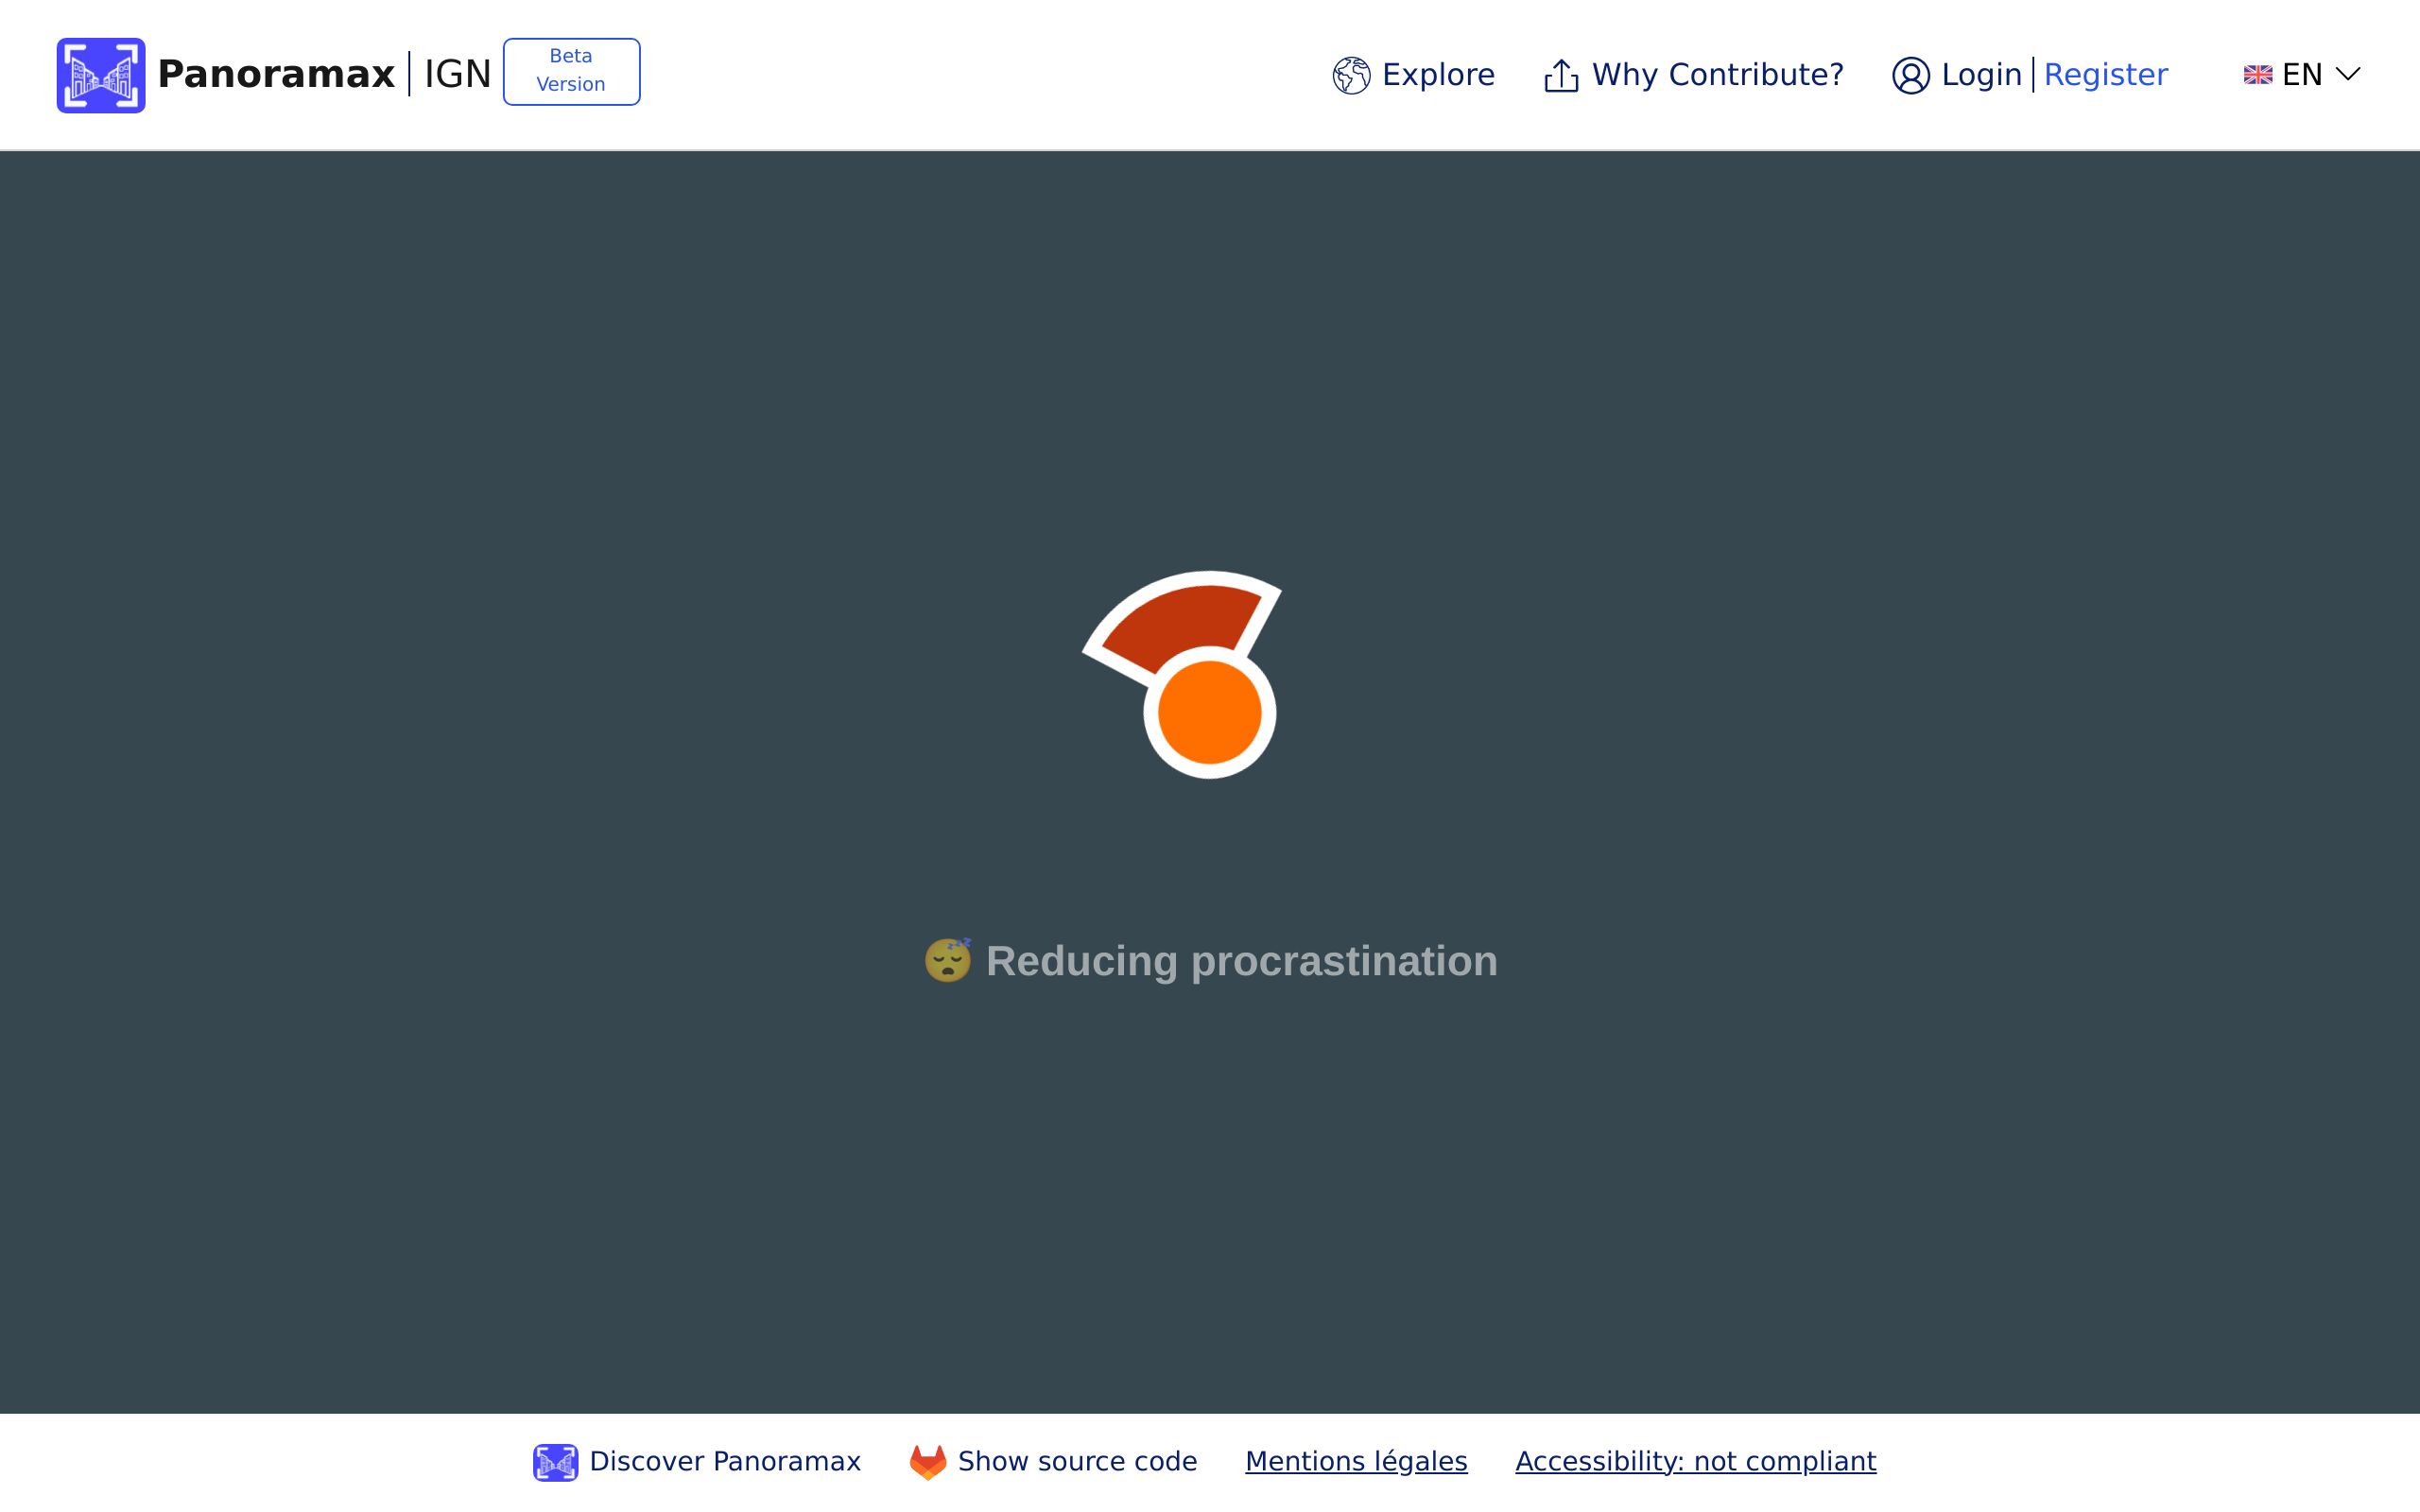 Panoramax IGN
Beta
Version
Explore
Why Contribute?
Login
Register
EN
😴 Reducing procrastination
Discover Panoramax
Show source code
Mentions légales
Accessibility: not compliant